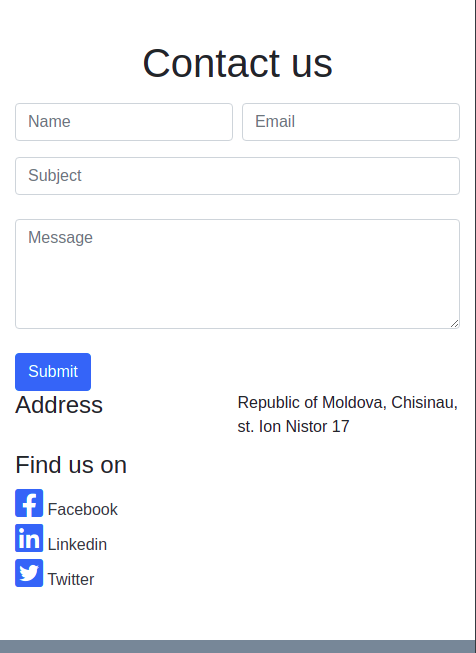 Contact us
Name Email
Subject
Message
Submit
Address
Republic of Moldova, Chisinau,
st. Ion Nistor 17
Find us on
Facebook
Linkedin
Twitter